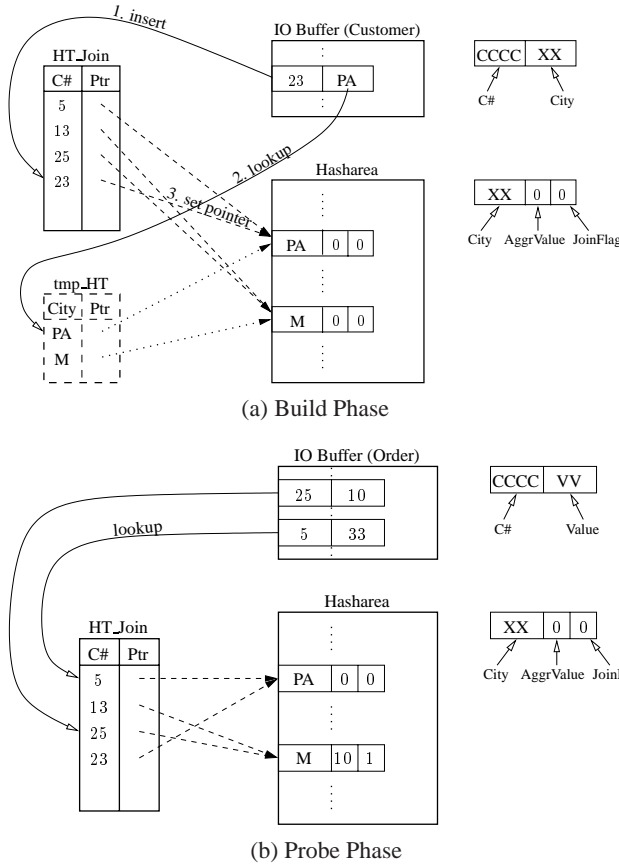 1. insert
IO Buffer (Customer)
23 PA
CCCC XX
C# City
HT_Join
C# Ptr
5
13
25
23
2. lookup
3. set pointer
Hasharea
PA 0 0
M 0 0
XX 0 0
City AggrValue JoinFlag
tmp_HT
City Ptr
PA
M
(a) Build Phase
IO Buffer (Order)
25 10
5 33
lookup
CCCC VV
C# Value
HT_Join
C# Ptr
5
13
25
23
Hasharea
PA 0 0
M 10 1
XX 0 0
City AggrValue JoinF
(b) Probe Phase